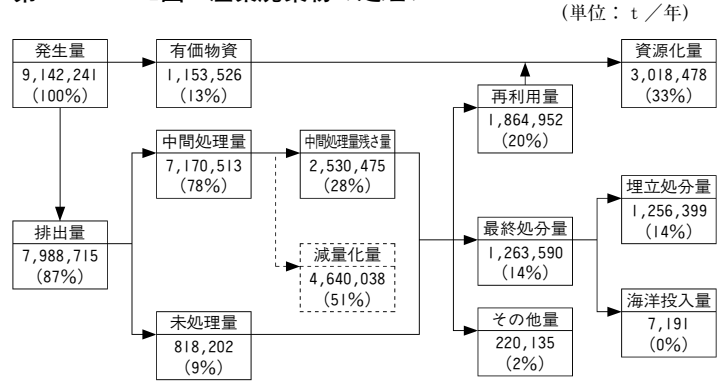 (単位：ｔ／年)
発生量
9,142,241
(100%)
有価物資
1,153,526
(13%)
資源化量
3,018,478
(33%)
再利用量
1,864,952
(20%)
中間処理量
7,170,513
(78%)
中間処理量残さ量
2,530,475
(28%)
排出量
7,988,715
(87%)
減量化量
4,640,038
(51%)
最終処分量
1,263,590
(14%)
埋立処分量
1,256,399
(14%)
未処理量
818,202
(9%)
その他量
220,135
(2%)
海洋投入量
7,191
(0%)